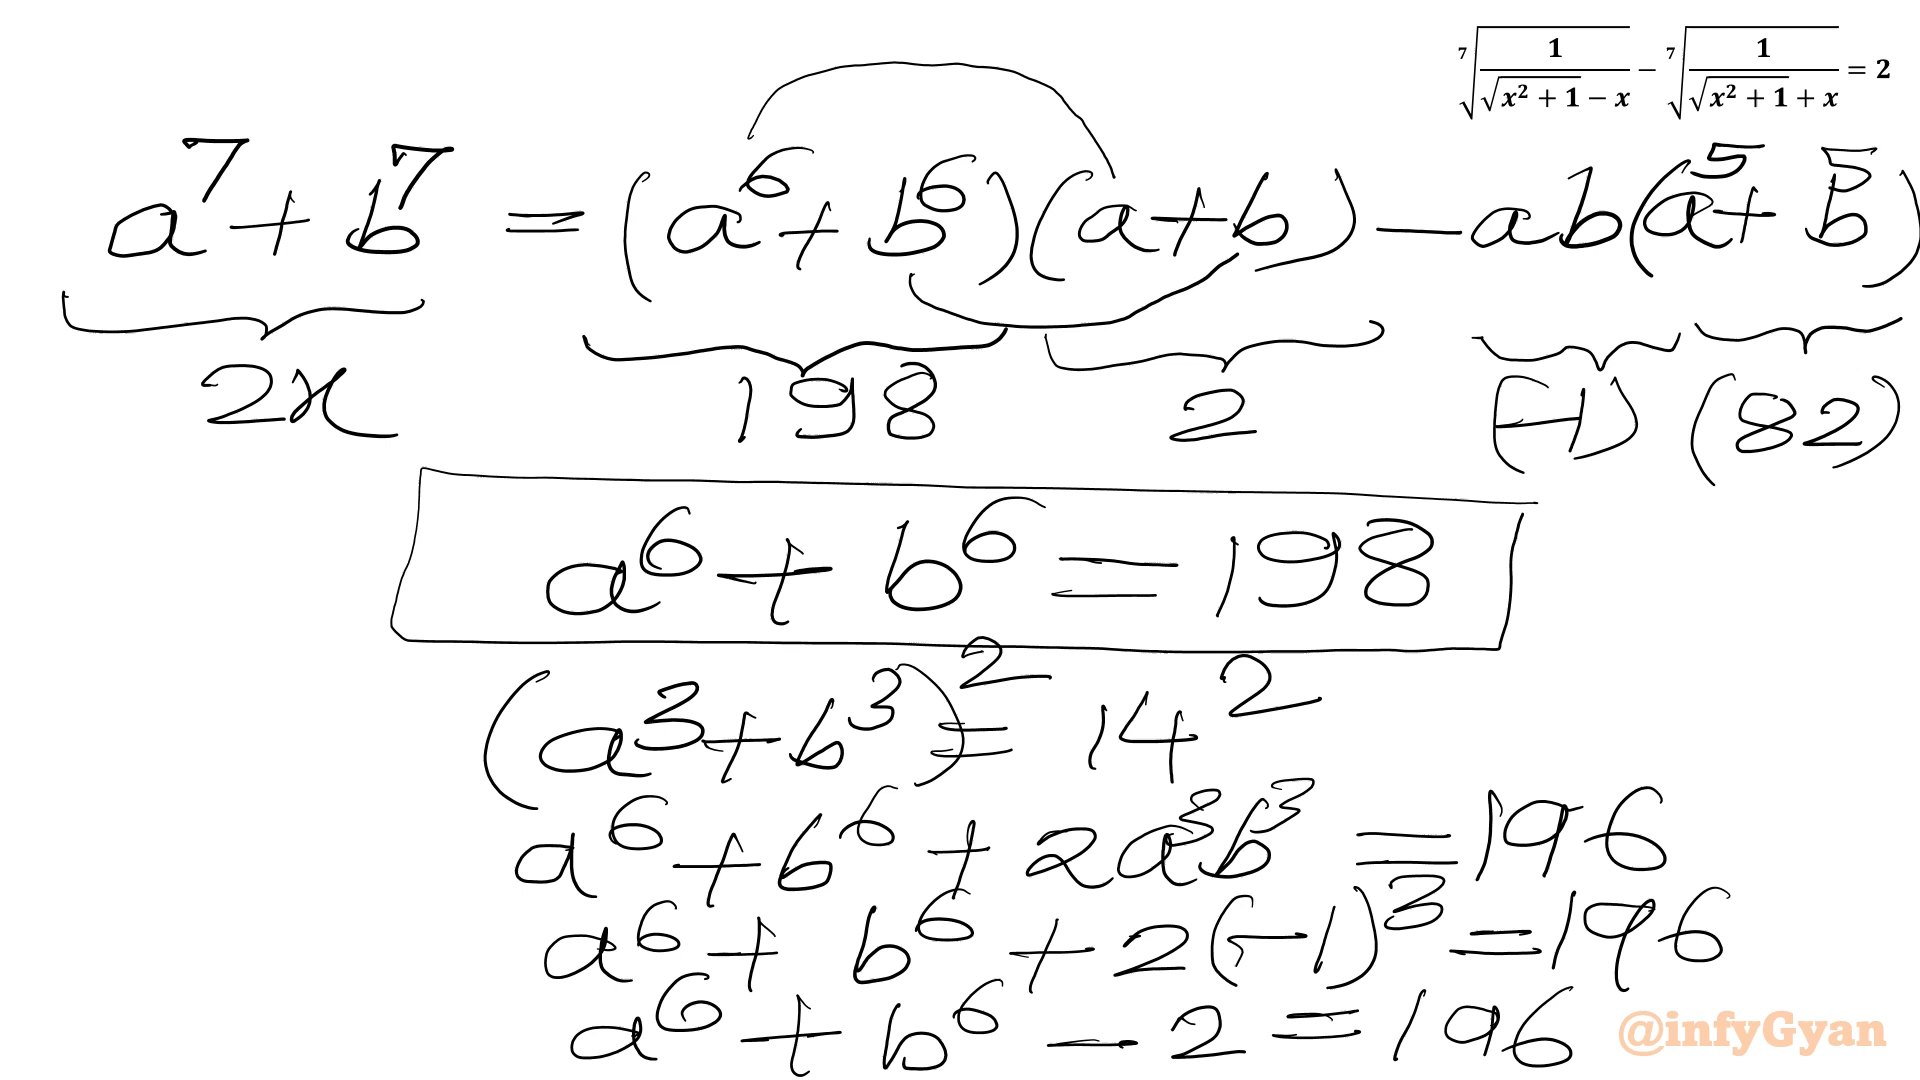 ⁷√(1/(√(x² + 1) − x)) − ⁷√(1/(√(x² + 1) + x)) = 2
a⁷ + b⁷ = (a⁶ + b⁶)(a + b) − ab(a⁵ + b⁵)
2x 198 2 (−1) (82)
a⁶ + b⁶ = 198
(a³ + b³)² = 14²
a⁶ + b⁶ + 2a³b³ = 196
a⁶ + b⁶ + 2(−1)³ = 196
a⁶ + b⁶ − 2 = 196
@infyGyan